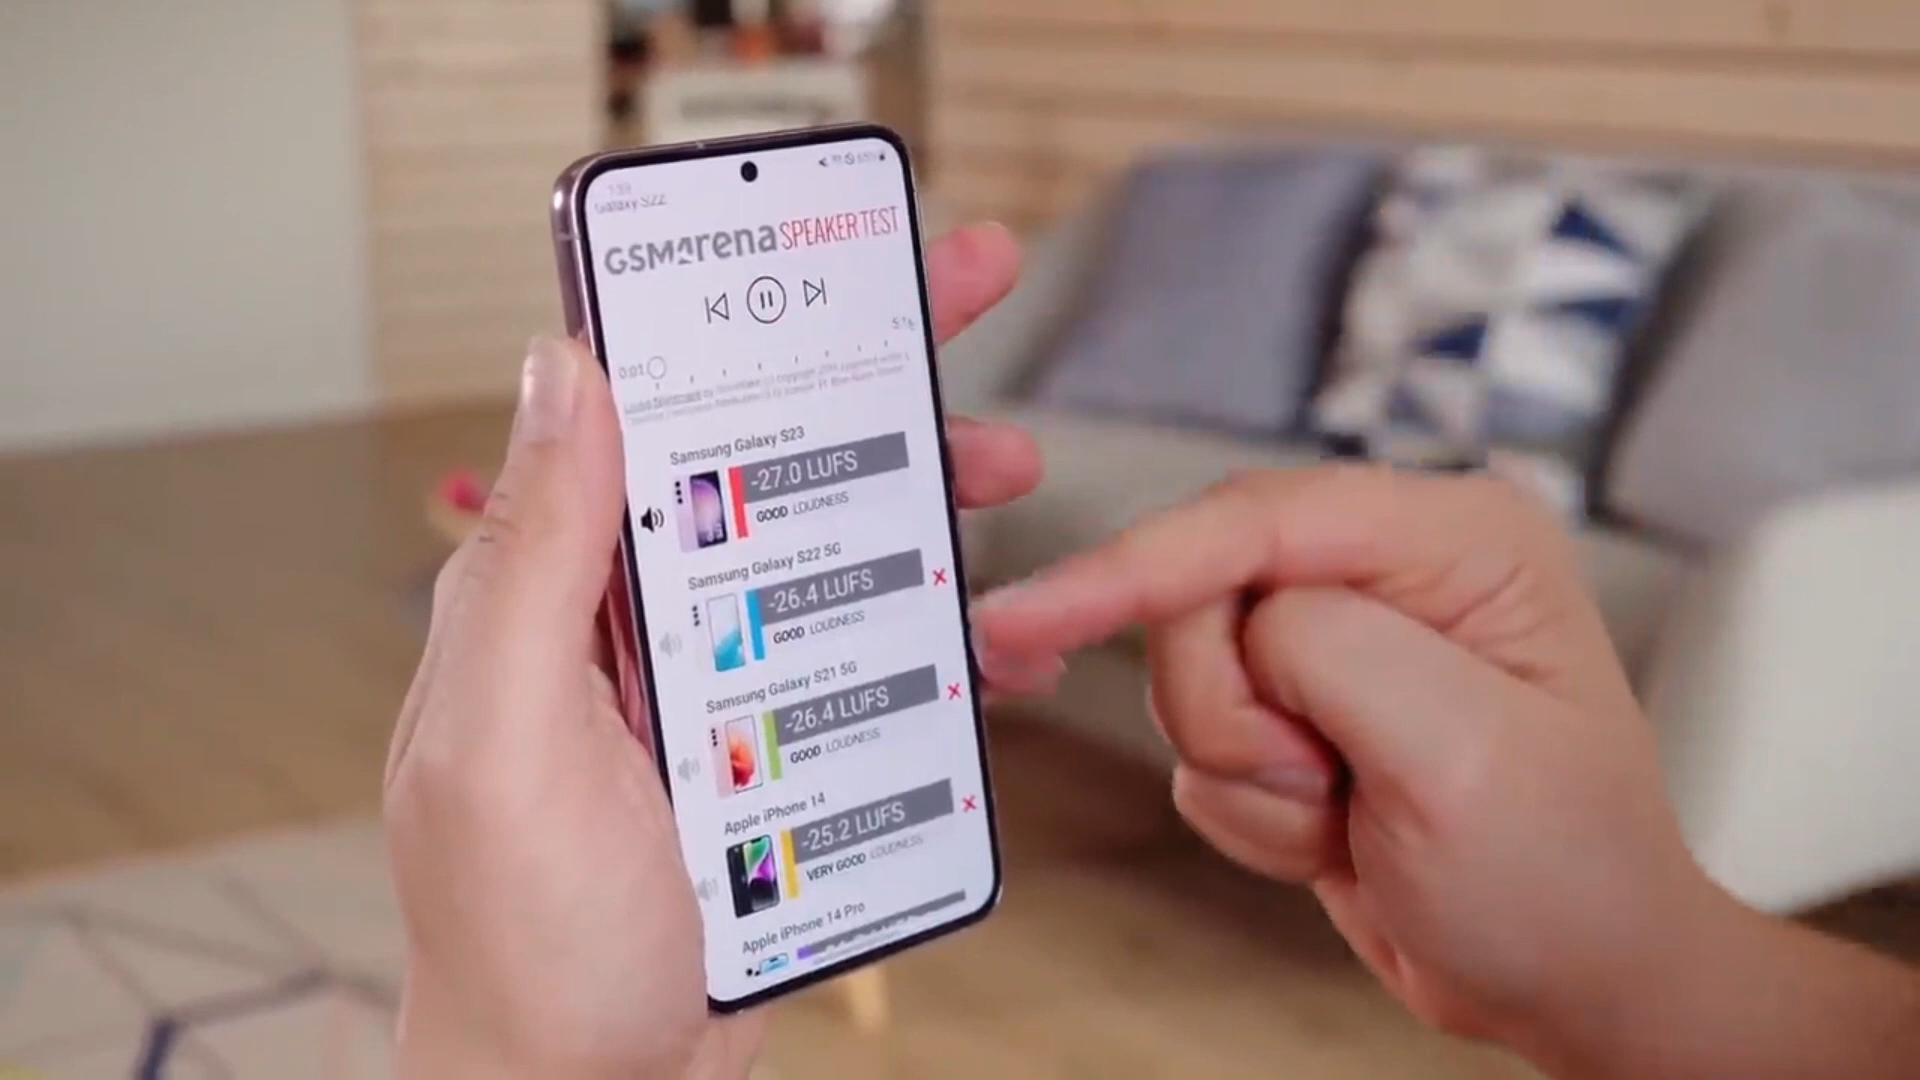 Galaxy S22
GSMArena SPEAKER TEST
5:16
0:01
Samsung Galaxy S23
-27.0 LUFS
GOOD LOUDNESS
Samsung Galaxy S22 5G
-26.4 LUFS
GOOD LOUDNESS
Samsung Galaxy S21 5G
-26.4 LUFS
GOOD LOUDNESS
Apple iPhone 14
-25.2 LUFS
VERY GOOD LOUDNESS
Apple iPhone 14 Pro